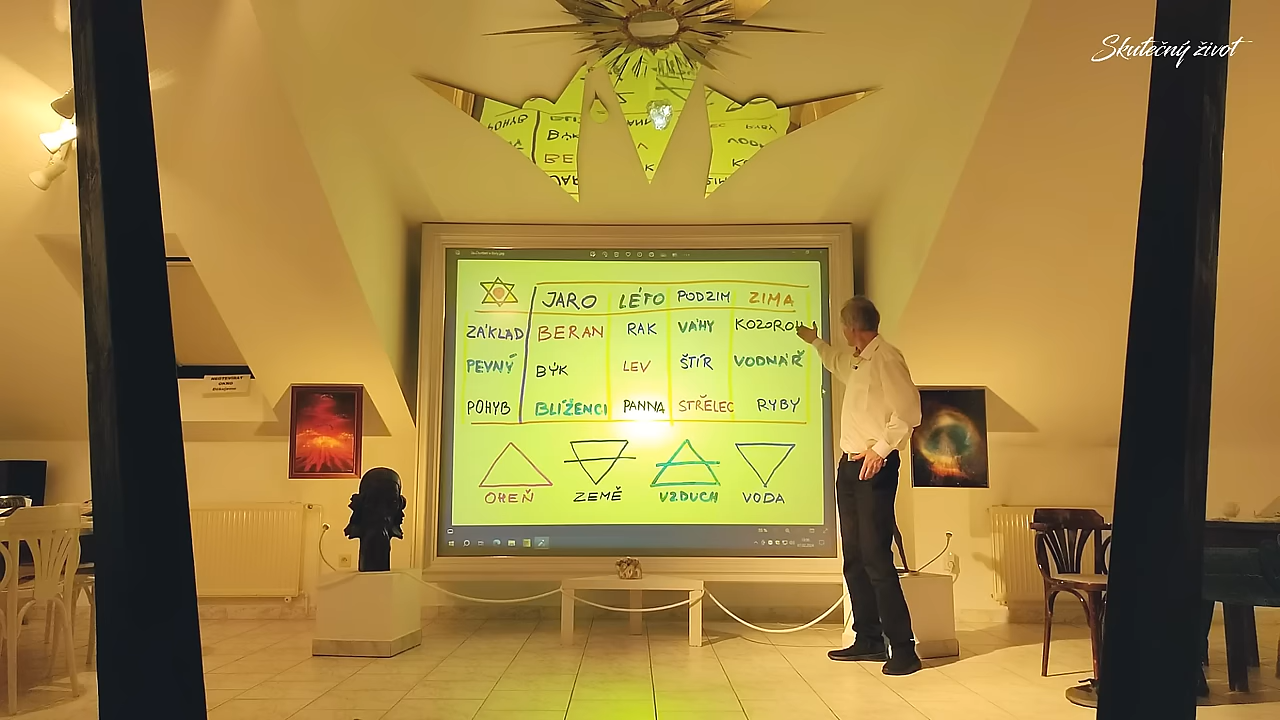 Skutečný život
JARO LÉTO PODZIM ZIMA
ZÁKLAD BERAN RAK VÁHY KOZOROH
PEVNÝ BÝK LEV ŠTÍR VODNÁŘ
POHYB BLÍŽENCI PANNA STŘELEC RYBY
OHEŇ ZEMĚ VZDUCH VODA